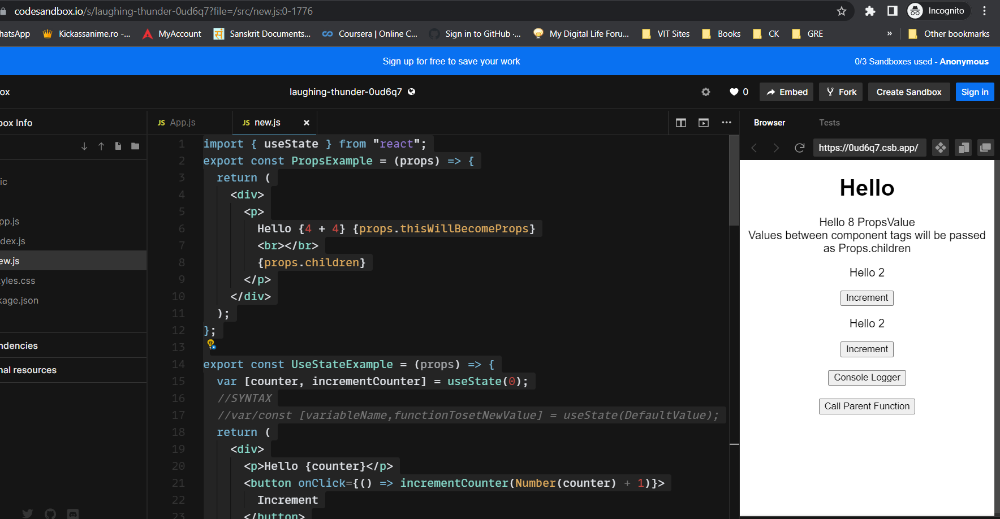 codesandbox.io/s/laughing-thunder-0ud6q7?file=/src/new.js:0-1776
Incognito
hatsApp
Kickassanime.ro -...
MyAccount
सं
Sanskrit Documents...
Coursera | Online C...
Sign in to GitHub ·...
My Digital Life Foru...
VIT Sites
Books
CK
GRE
»
Other bookmarks
Sign up for free to save your work
0/3 Sandboxes used - Anonymous
ox
laughing-thunder-0ud6q7
0
Embed
Fork
Create Sandbox
Sign in
box Info
JS App.js
JS new.js
Browser
Tests
https://0ud6q7.csb.app/
ic
pp.js
dex.js
ew.js
yles.css
kage.json
ndencies
nal resources
1 import { useState } from "react";
2 export const PropsExample = (props) => {
3 return (
4 <div>
5 <p>
6 Hello {4 + 4} {props.thisWillBecomeProps}
7 <br></br>
8 {props.children}
9 </p>
10 </div>
11 );
12 };
13
14 export const UseStateExample = (props) => {
15 var [counter, incrementCounter] = useState(0);
16 //SYNTAX
17 //var/const [variableName,functionTosetNewValue] = useState(DefaultValue);
18 return (
19 <div>
20 <p>Hello {counter}</p>
21 <button onClick={() => incrementCounter(Number(counter) + 1)}>
22 Increment
23 </button>
Hello
Hello 8 PropsValue
Values between component tags will be passed
as Props.children
Hello 2
Increment
Hello 2
Increment
Console Logger
Call Parent Function